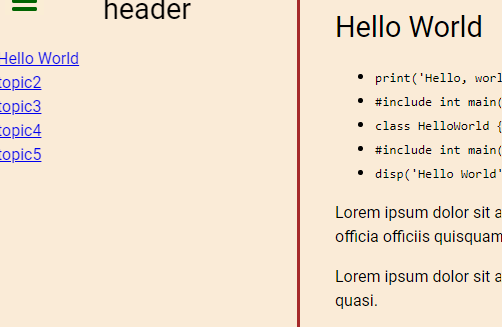 header
Hello World
topic2
topic3
topic4
topic5
Hello World
print('Hello, worl
#include int main(
class HelloWorld {
#include int main(
disp('Hello World'
Lorem ipsum dolor sit a
officia officiis quisquam
Lorem ipsum dolor sit a
quasi.